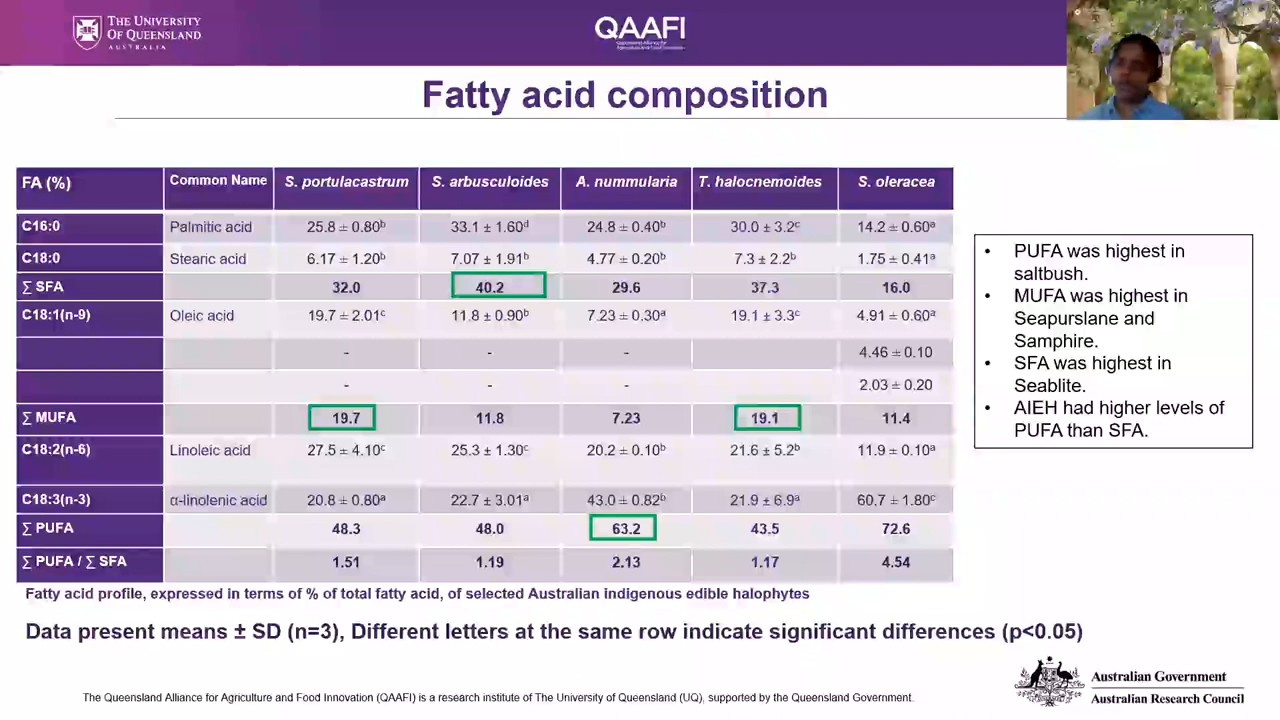 THE UNIVERSITY
OF QUEENSLAND
AUSTRALIA
QAAFI
Queensland Alliance for
Agriculture and Food Innovation
Fatty acid composition
FA (%) Common Name S. portulacastrum S. arbusculoides A. nummularia T. halocnemoides S. oleracea
C16:0 Palmitic acid 25.8 ± 0.80ᵇ 33.1 ± 1.60ᵈ 24.8 ± 0.40ᵇ 30.0 ± 3.2ᶜ 14.2 ± 0.60ᵃ
C18:0 Stearic acid 6.17 ± 1.20ᵇ 7.07 ± 1.91ᵇ 4.77 ± 0.20ᵇ 7.3 ± 2.2ᵇ 1.75 ± 0.41ᵃ
∑ SFA 32.0 40.2 29.6 37.3 16.0
C18:1(n-9) Oleic acid 19.7 ± 2.01ᶜ 11.8 ± 0.90ᵇ 7.23 ± 0.30ᵃ 19.1 ± 3.3ᶜ 4.91 ± 0.60ᵃ
- - - 4.46 ± 0.10
- - - 2.03 ± 0.20
∑ MUFA 19.7 11.8 7.23 19.1 11.4
C18:2(n-6) Linoleic acid 27.5 ± 4.10ᶜ 25.3 ± 1.30ᶜ 20.2 ± 0.10ᵇ 21.6 ± 5.2ᵇ 11.9 ± 0.10ᵃ
C18:3(n-3) α-linolenic acid 20.8 ± 0.80ᵃ 22.7 ± 3.01ᵃ 43.0 ± 0.82ᵇ 21.9 ± 6.9ᵃ 60.7 ± 1.80ᶜ
∑ PUFA 48.3 48.0 63.2 43.5 72.6
∑ PUFA / ∑ SFA 1.51 1.19 2.13 1.17 4.54
• PUFA was highest in
saltbush.
• MUFA was highest in
Seapurslane and
Samphire.
• SFA was highest in
Seablite.
• AIEH had higher levels of
PUFA than SFA.
Fatty acid profile, expressed in terms of % of total fatty acid, of selected Australian indigenous edible halophytes
Data present means ± SD (n=3), Different letters at the same row indicate significant differences (p<0.05)
Australian Government
Australian Research Council
The Queensland Alliance for Agriculture and Food Innovation (QAAFI) is a research institute of The University of Queensland (UQ), supported by the Queensland Government.